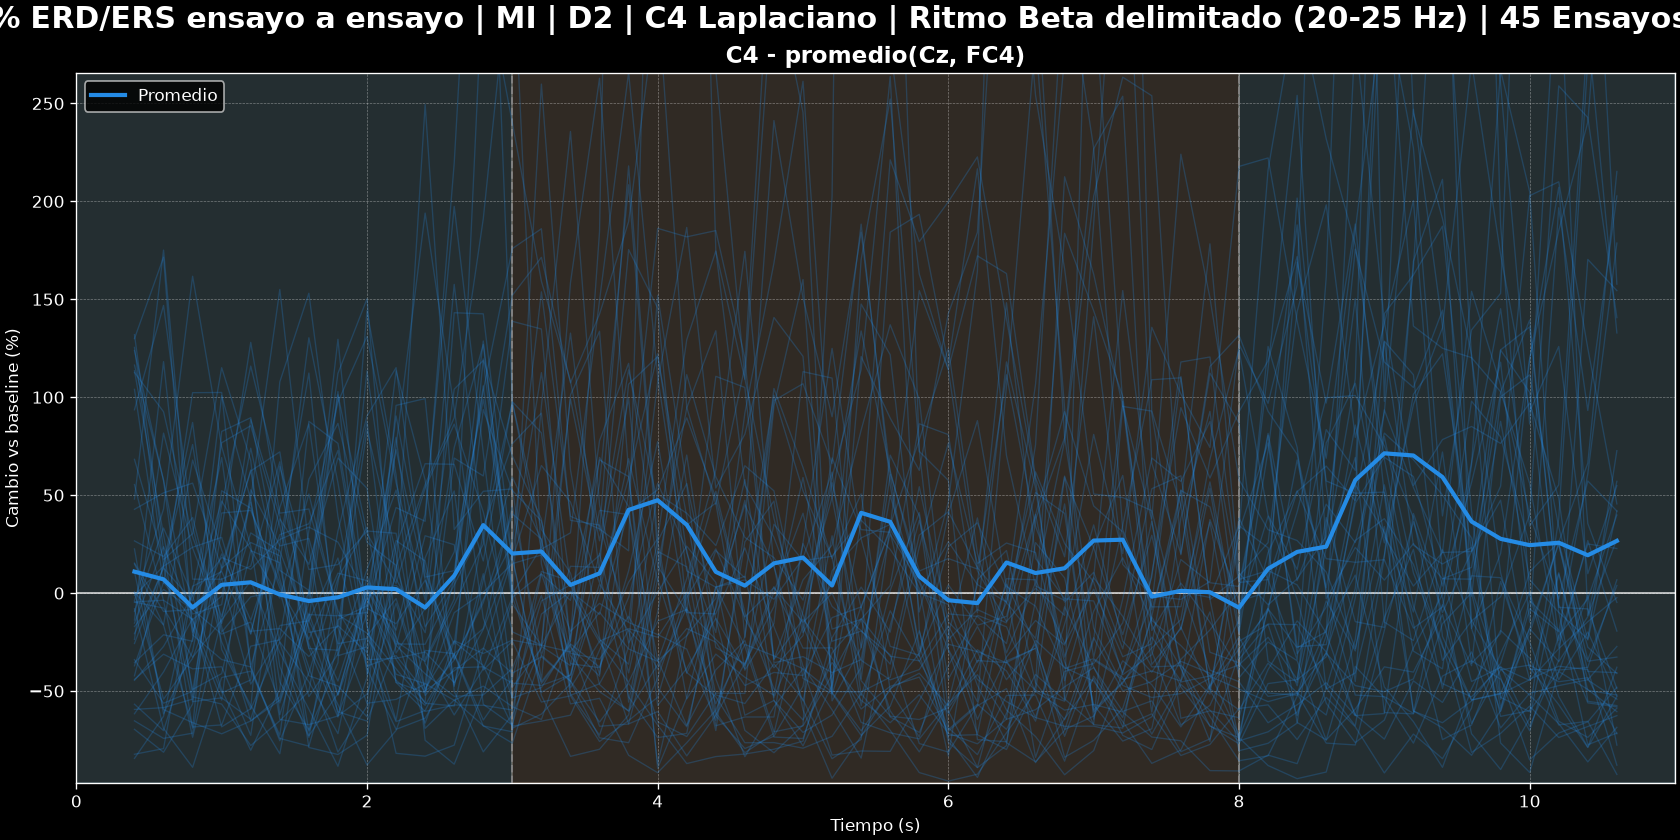 % ERD/ERS ensayo a ensayo | MI | D2 | C4 Laplaciano | Ritmo Beta delimitado (20-25 Hz) | 45 Ensayos
C4 - promedio(Cz, FC4)
Promedio
250
200
150
100
50
0
−50
Cambio vs baseline (%)
0 2 4 6 8 10
Tiempo (s)